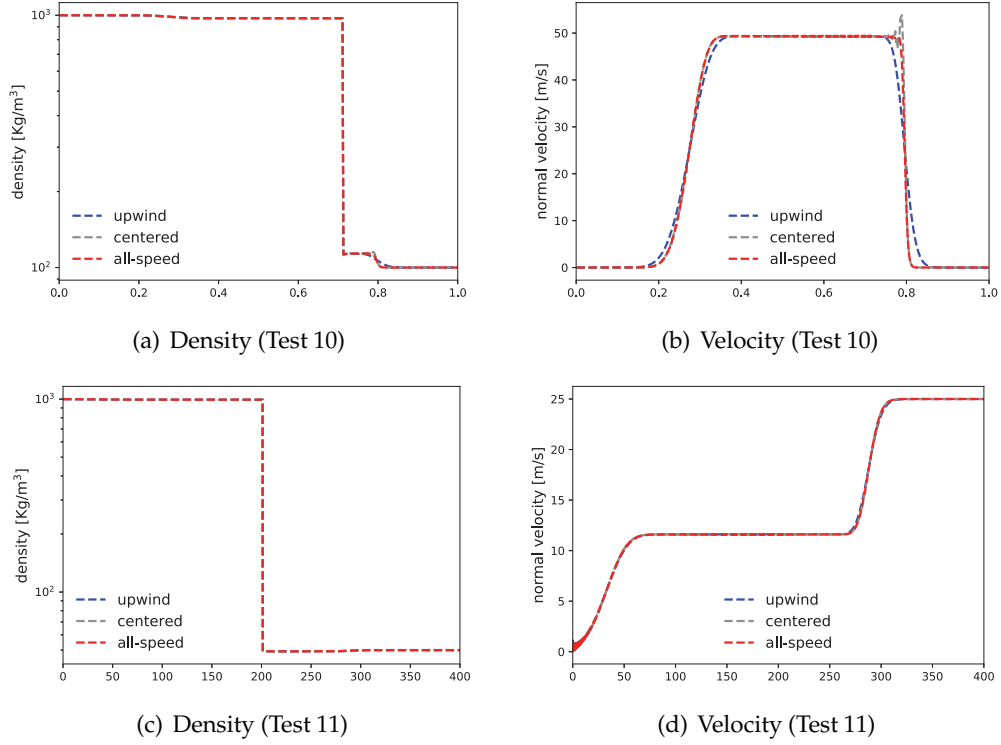 10³
density [Kg/m³]
upwind
centered
all-speed
10²
0.0 0.2 0.4 0.6 0.8 1.0
(a) Density (Test 10)
50
40
30
20
10
0
normal velocity [m/s]
upwind
centered
all-speed
0.0 0.2 0.4 0.6 0.8 1.0
(b) Velocity (Test 10)
10³
density [Kg/m³]
10²
upwind
centered
all-speed
0 50 100 150 200 250 300 350 400
(c) Density (Test 11)
25
20
15
10
5
0
normal velocity [m/s]
upwind
centered
all-speed
0 50 100 150 200 250 300 350 400
(d) Velocity (Test 11)